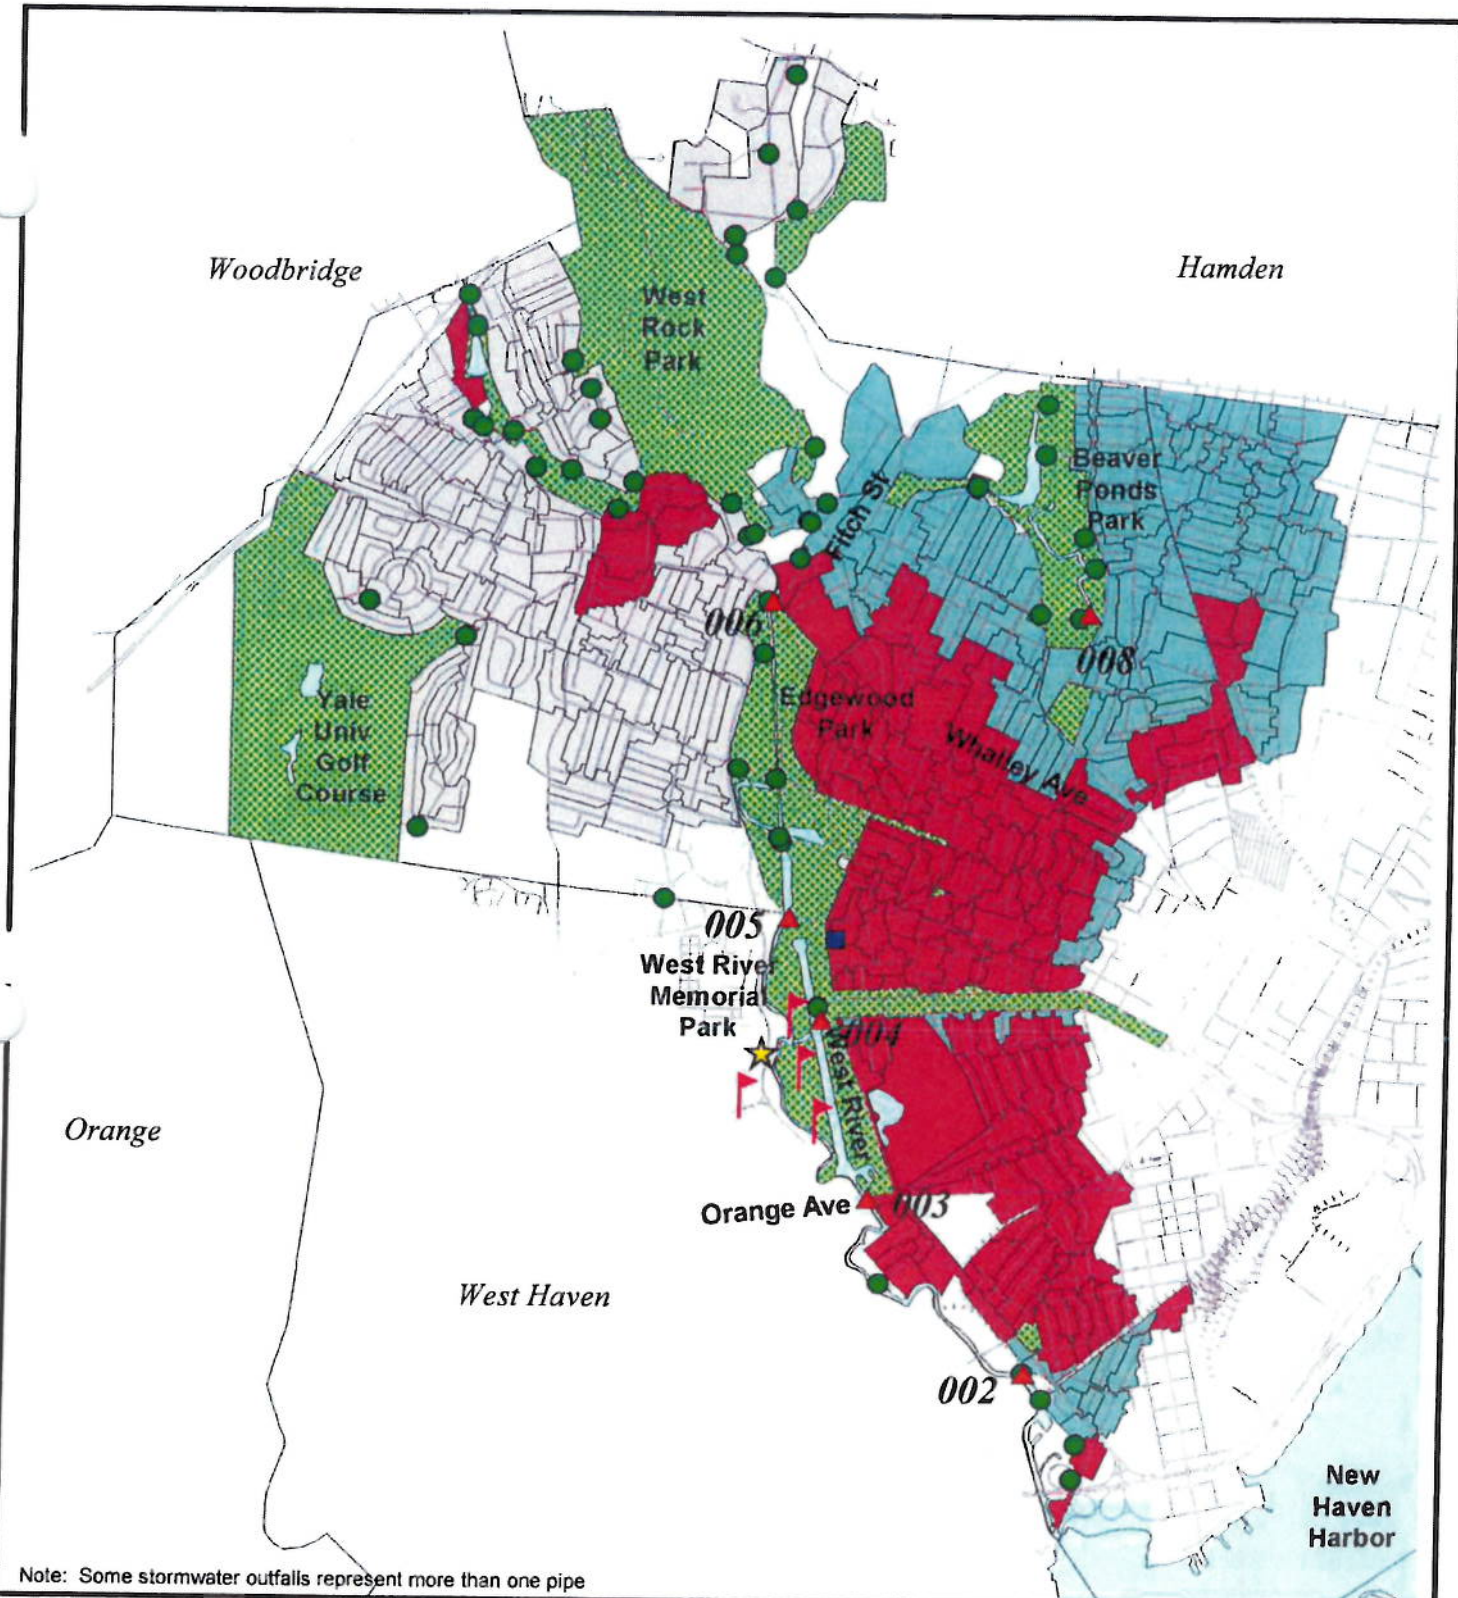 Woodbridge
Hamden
West
Rock
Park
Fitch St
Beaver
Ponds
Park
006
008
Edgewood
Park
Yale
Univ
Golf
Course
Whalley Ave
005
West River
Memorial
Park
004
West River
Orange
Orange Ave
003
West Haven
002
New
Haven
Harbor
Note: Some stormwater outfalls represent more than one pipe